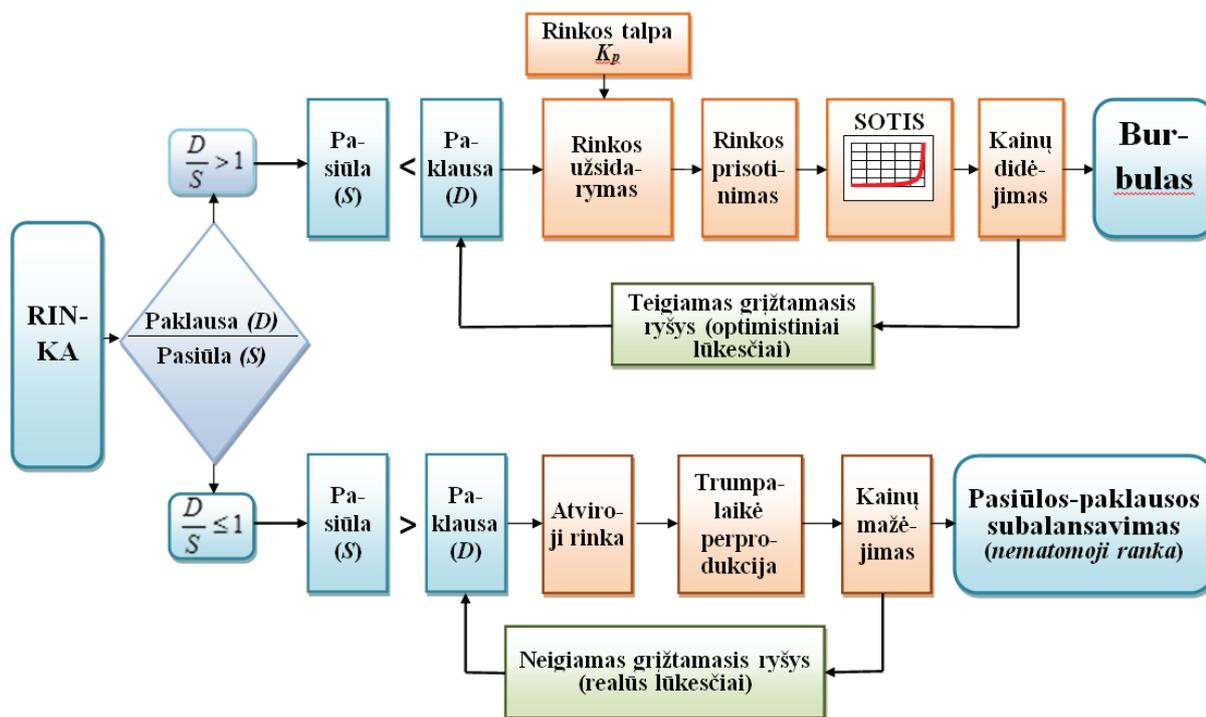 Rinkos talpa
Kp
D/S > 1
Pa-
siūla
(S)
<
Pa-
klausa
(D)
Rinkos
užsida-
rymas
Rinkos
prisoti-
nimas
SOTIS
Kainų
didė-
jimas
Bur-
bulas
RIN-
KA
Paklausa (D)
Pasiūla (S)
Teigiamas grįžtamasis
ryšys (optimistiniai
lūkesčiai)
D/S ≤ 1
Pa-
siūla
(S)
>
Pa-
klausa
(D)
Atviro-
ji rinka
Trumpa-
laikė
perpro-
dukcija
Kainų
mažė-
jimas
Pasiūlos-paklausos
subalansavimas
(nematomoji ranka)
Neigiamas grįžtamasis ryšys
(realūs lūkesčiai)